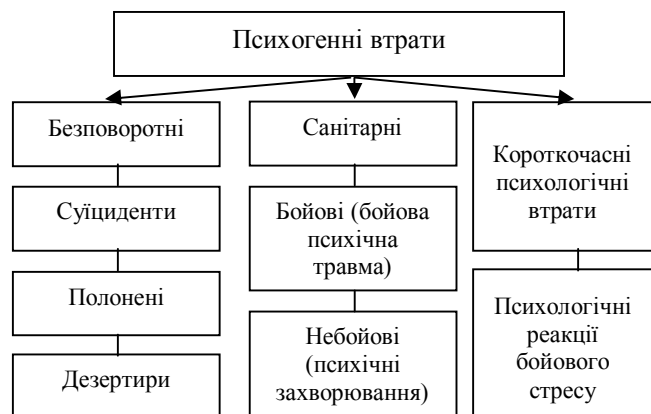 Психогенні втрати
Безповоротні
Суїциденти
Полонені
Дезертири
Санітарні
Бойові (бойова
психічна
травма)
Небойові
(психічні
захворювання)
Короткочасні
психологічні
втрати
Психологічні
реакції
бойового
стресу